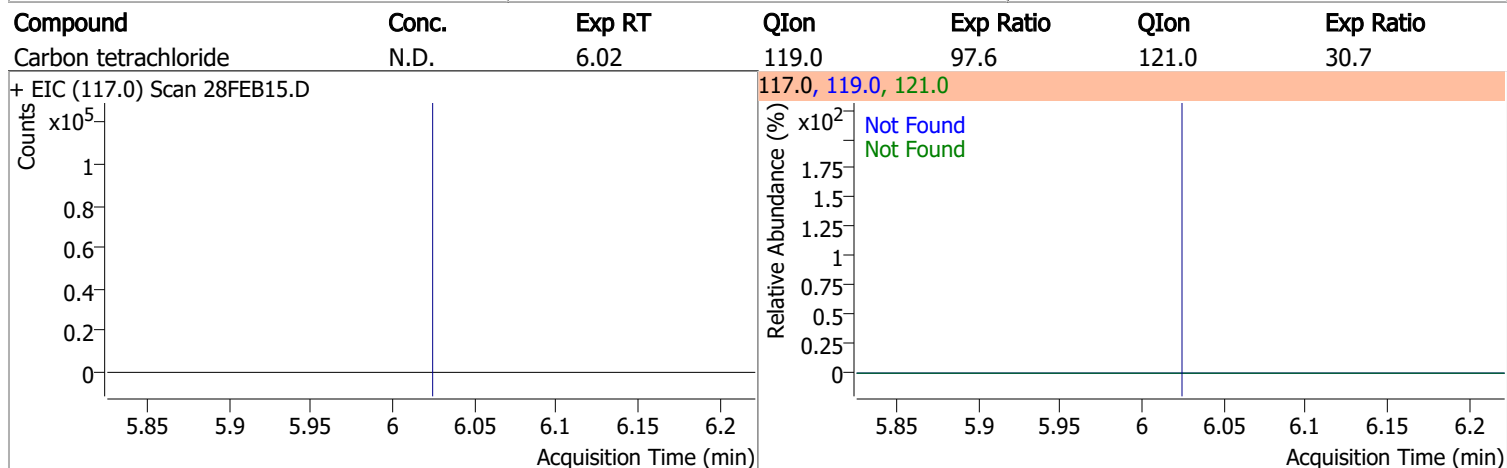 Compound Conc. Exp RT QIon Exp Ratio QIon Exp Ratio
Carbon tetrachloride N.D. 6.02 119.0 97.6 121.0 30.7
+ EIC (117.0) Scan 28FEB15.D
Counts
x10^5
1
0.8
0.6
0.4
0.2
0
5.85 5.9 5.95 6 6.05 6.1 6.15 6.2
Acquisition Time (min)
117.0, 119.0, 121.0
Relative Abundance (%)
x10^2
Not Found
Not Found
1.75
1.5
1.25
1
0.75
0.5
0.25
0
5.85 5.9 5.95 6 6.05 6.1 6.15 6.2
Acquisition Time (min)